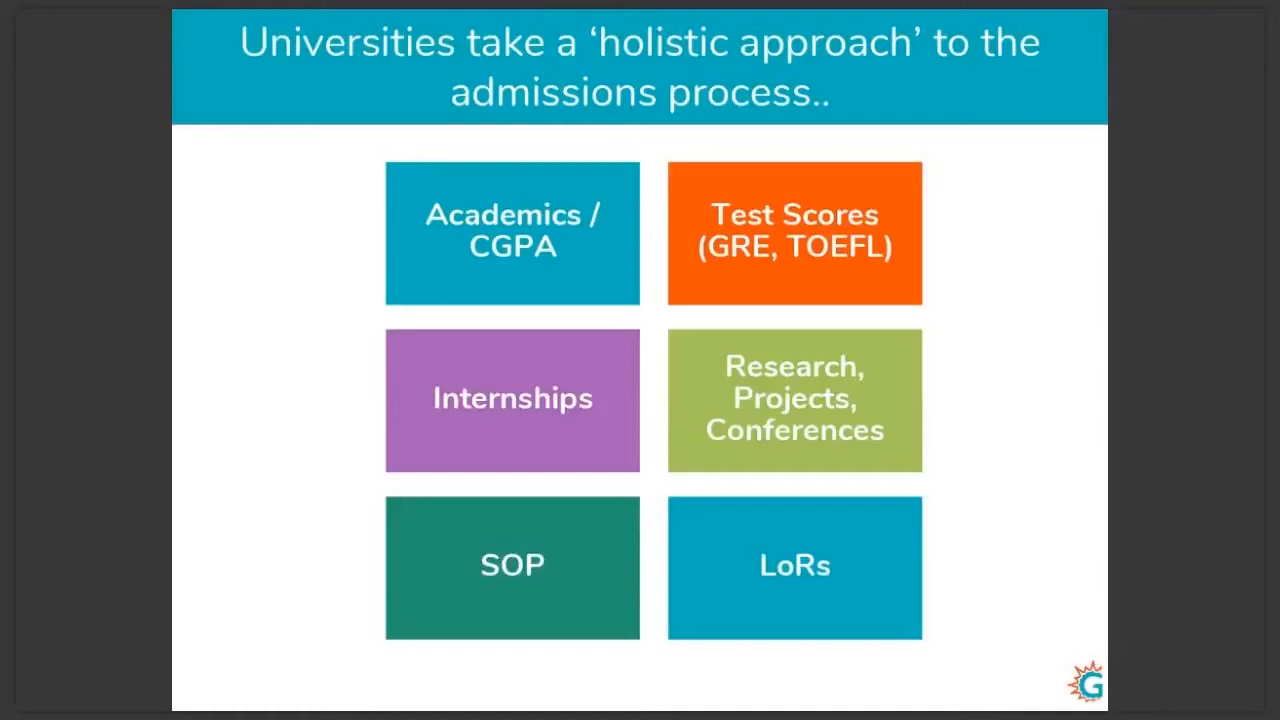 Universities take a ‘holistic approach’ to the
admissions process..
Academics /
CGPA
Test Scores
(GRE, TOEFL)
Internships
Research,
Projects,
Conferences
SOP
LoRs
G